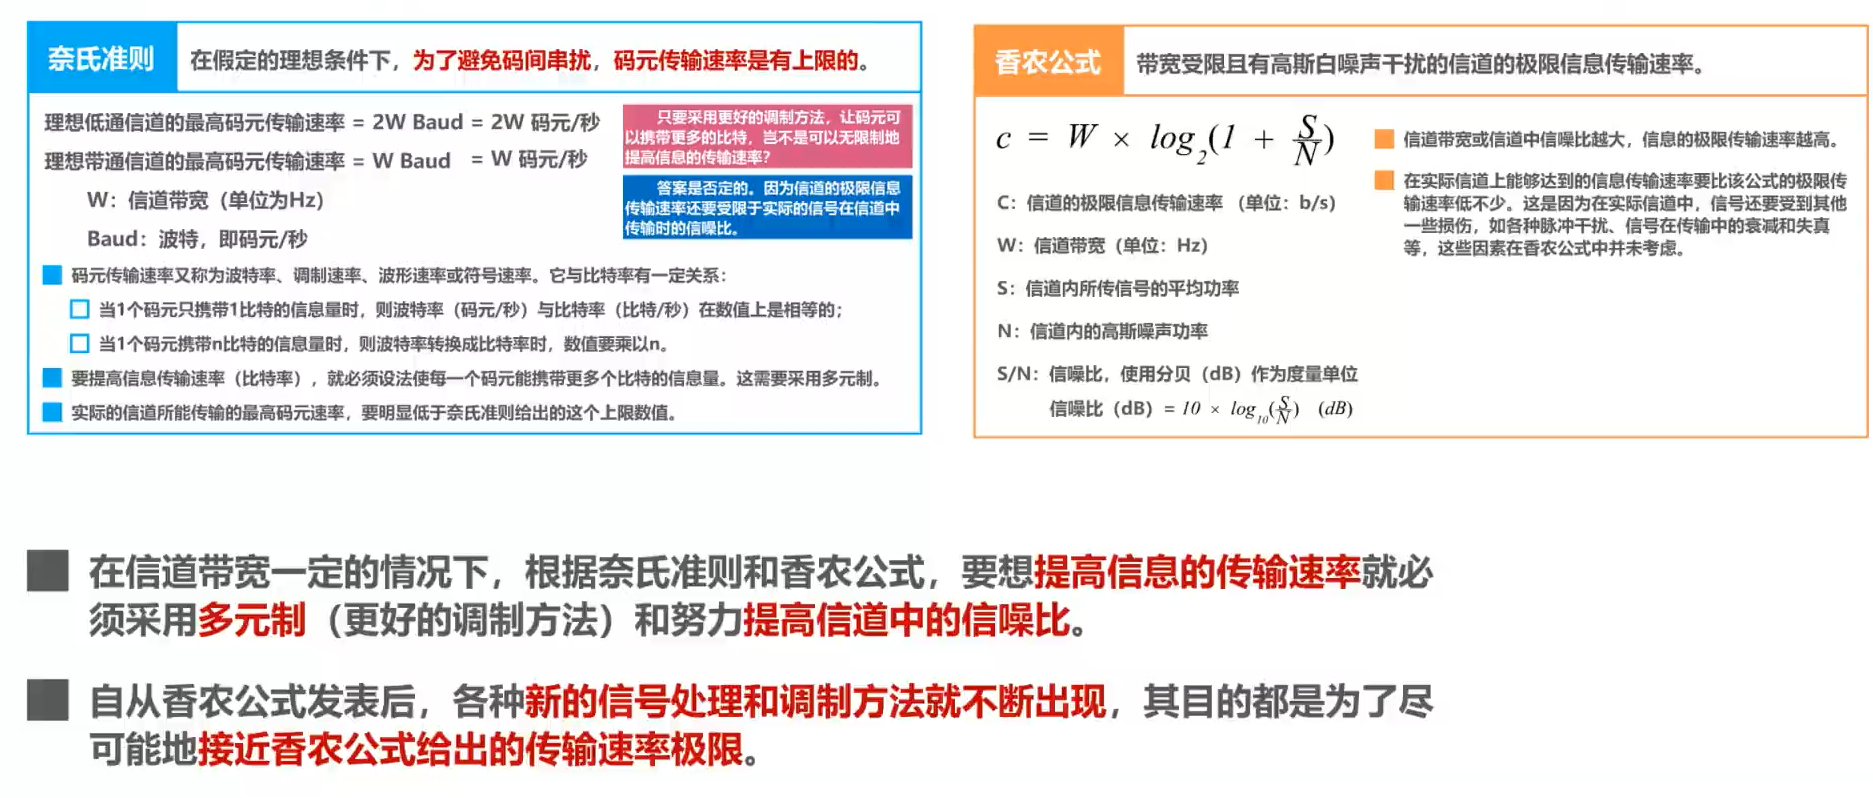 奈氏准则
在假定的理想条件下，为了避免码间串扰，码元传输速率是有上限的。
理想低通信道的最高码元传输速率 = 2W Baud = 2W 码元/秒
理想带通信道的最高码元传输速率 = W Baud = W 码元/秒
W：信道带宽（单位为Hz）
Baud：波特，即码元/秒
只要采用更好的调制方法，让码元可
以携带更多的比特，岂不是可以无限制地
提高信息的传输速率？
答案是否定的。因为信道的极限信息
传输速率还要受限于实际的信号在信道中
传输时的信噪比。
码元传输速率又称为波特率、调制速率、波形速率或符号速率。它与比特率有一定关系：
当1个码元只携带1比特的信息量时，则波特率（码元/秒）与比特率（比特/秒）在数值上是相等的；
当1个码元携带n比特的信息量时，则波特率转换成比特率时，数值要乘以n。
要提高信息传输速率（比特率），就必须设法使每一个码元能携带更多个比特的信息量。这需要采用多元制。
实际的信道所能传输的最高码元速率，要明显低于奈氏准则给出的这个上限数值。
香农公式
带宽受限且有高斯白噪声干扰的信道的极限信息传输速率。
c = W × log₂(1 + S/N)
C：信道的极限信息传输速率 （单位：b/s）
W：信道带宽（单位：Hz）
S：信道内所传信号的平均功率
N：信道内的高斯噪声功率
S/N：信噪比，使用分贝（dB）作为度量单位
信噪比（dB）= 10 × log₁₀(S/N) (dB)
信道带宽或信道中信噪比越大，信息的极限传输速率越高。
在实际信道上能够达到的信息传输速率要比该公式的极限传
输速率低不少。这是因为在实际信道中，信号还要受到其他
一些损伤，如各种脉冲干扰、信号在传输中的衰减和失真
等，这些因素在香农公式中并未考虑。
在信道带宽一定的情况下，根据奈氏准则和香农公式，要想提高信息的传输速率就必
须采用多元制（更好的调制方法）和努力提高信道中的信噪比。
自从香农公式发表后，各种新的信号处理和调制方法就不断出现，其目的都是为了尽
可能地接近香农公式给出的传输速率极限。